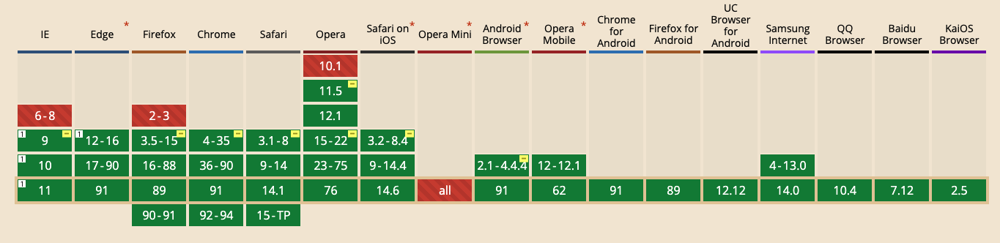 IE
Edge *
Firefox
Chrome
Safari
Opera
Safari on *
iOS
Opera Mini
Android *
Browser
Opera *
Mobile
Chrome
for
Android
Firefox for
Android
UC
Browser
for
Android
Samsung
Internet
QQ
Browser
Baidu
Browser
KaiOS
Browser
10.1
11.5 -
12.1
6-8
2-3
1 9 -
1 12-16
3.5-15 -
4-35 -
3.1-8 -
15-22 -
3.2-8.4 -
1 10
17-90
16-88
36-90
9-14
23-75
9-14.4
2.1-4.4.4 -
12-12.1
4-13.0
1 11
91
89
91
14.1
76
14.6
all
91
62
91
89
12.12
14.0
10.4
7.12
2.5
90-91
92-94
15-TP